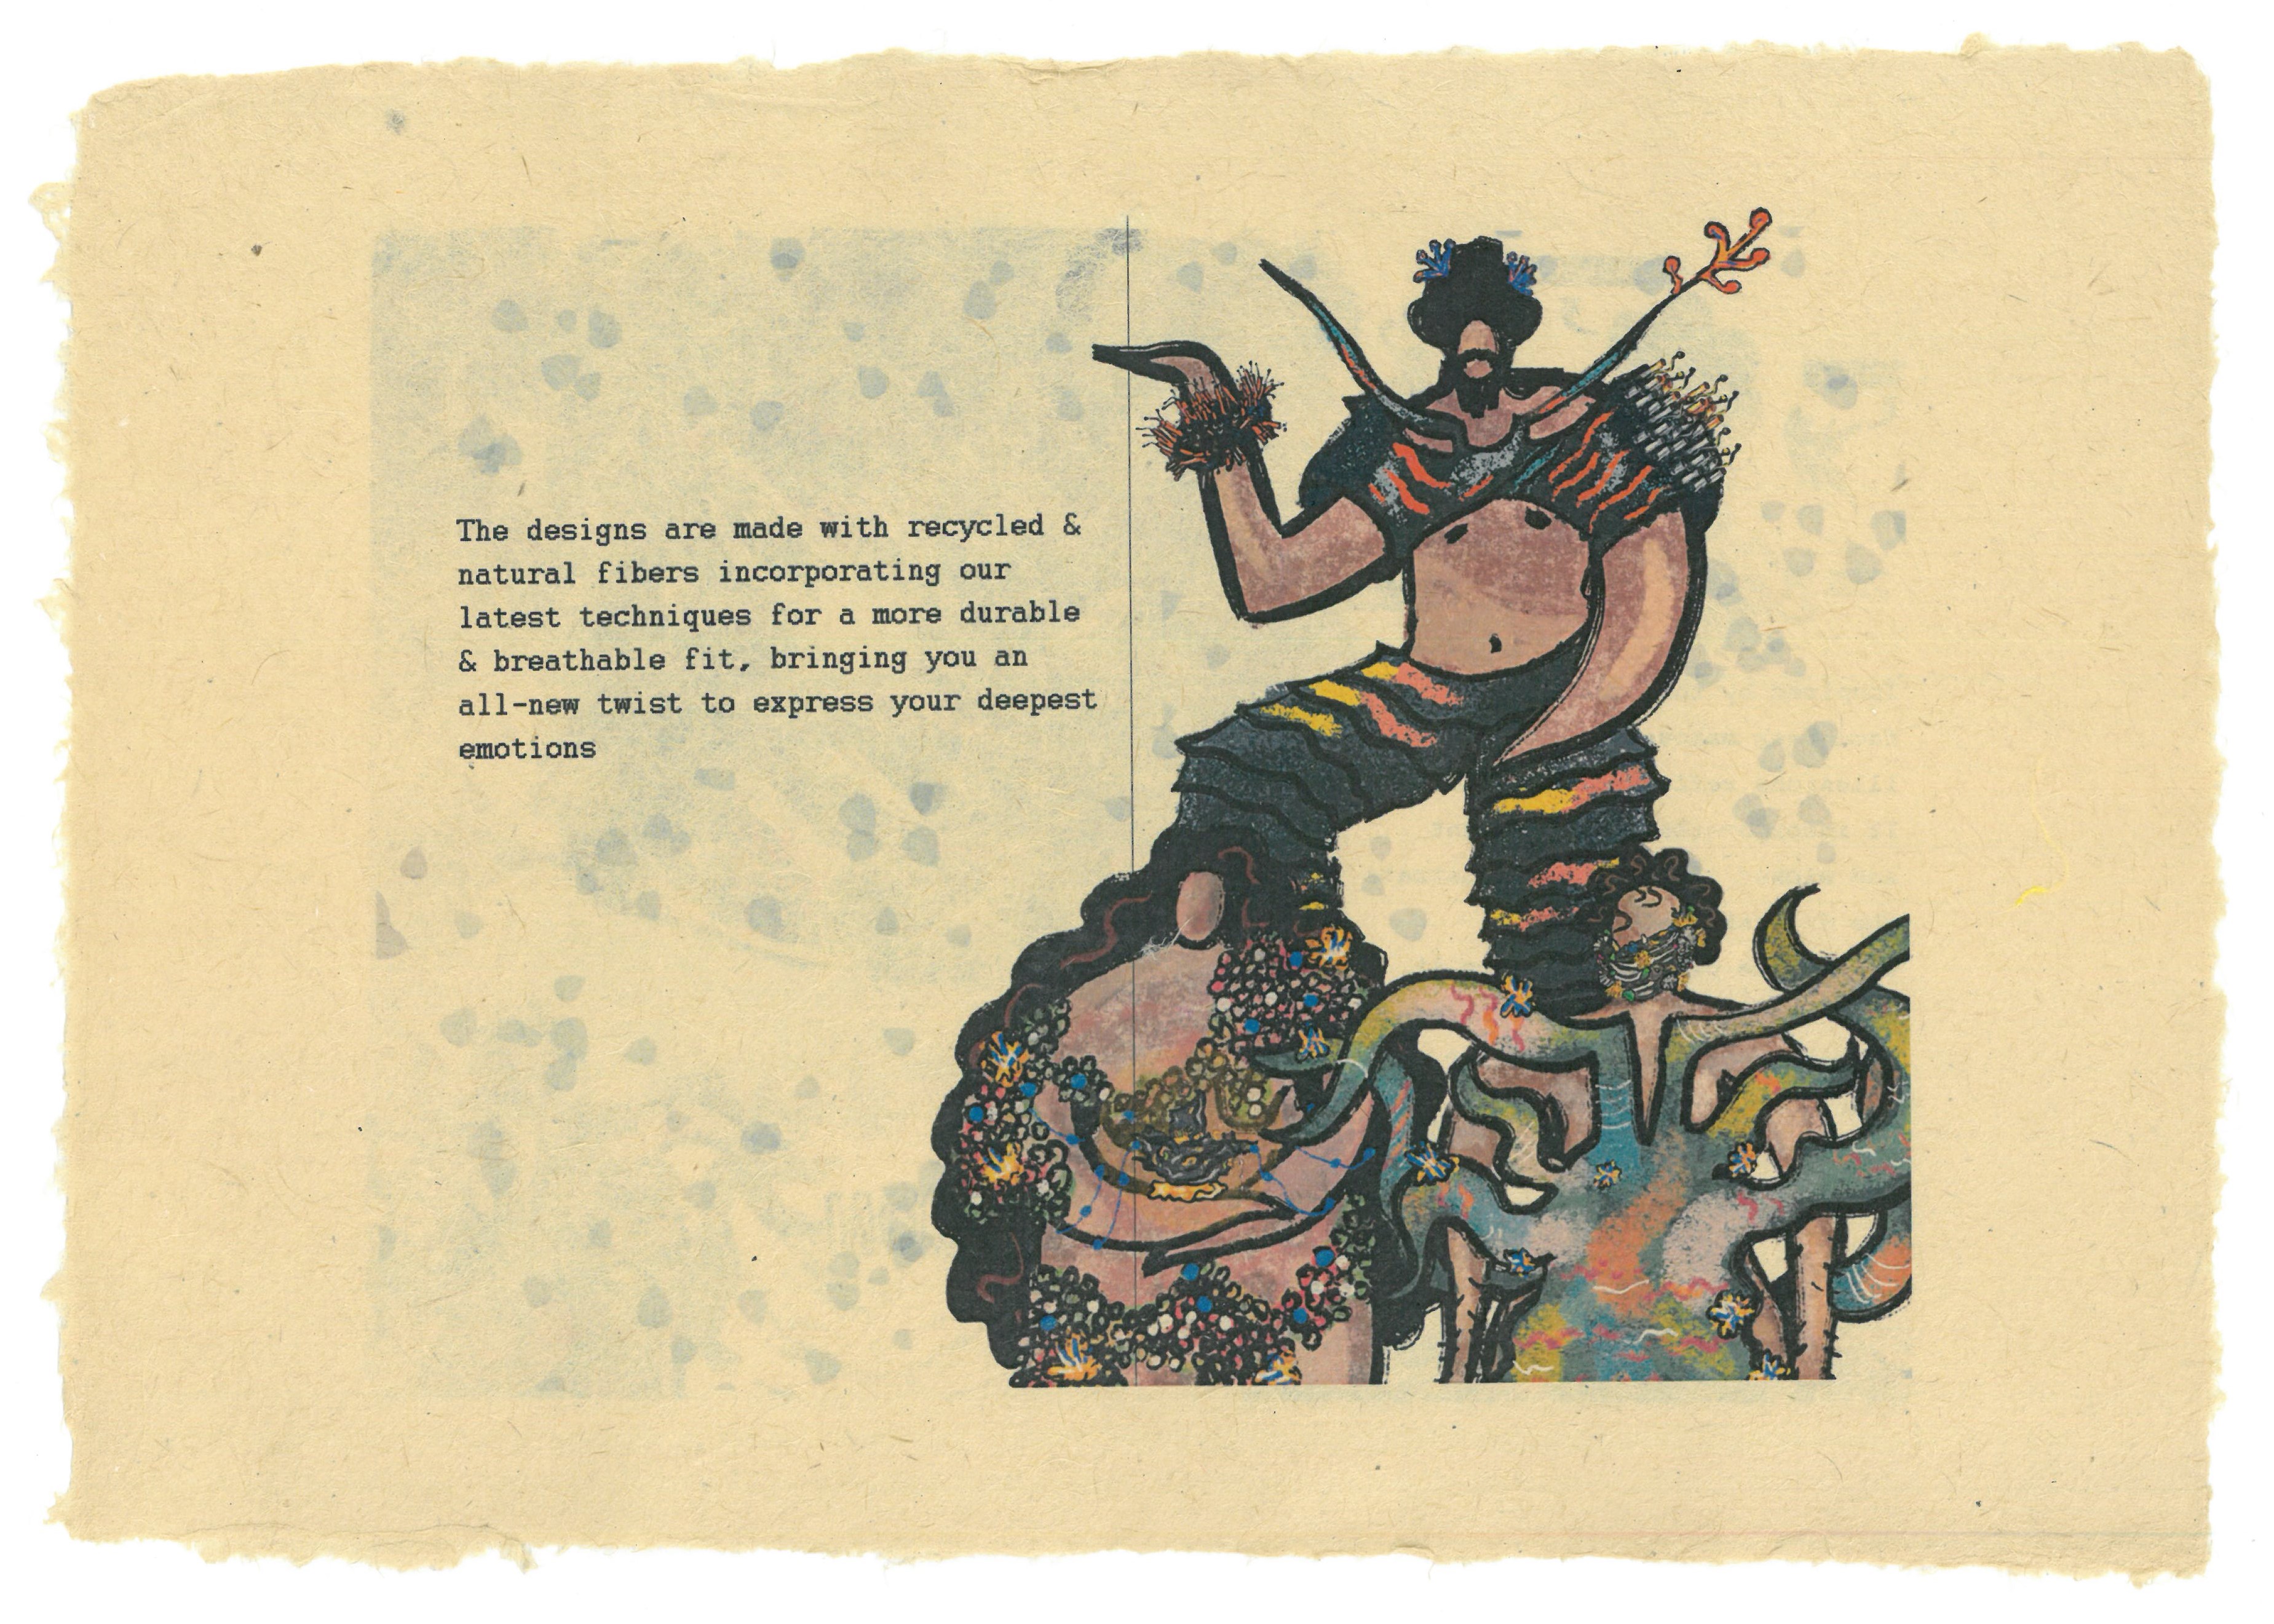 The designs are made with recycled &
natural fibers incorporating our
latest techniques for a more durable
& breathable fit, bringing you an
all-new twist to express your deepest
emotions